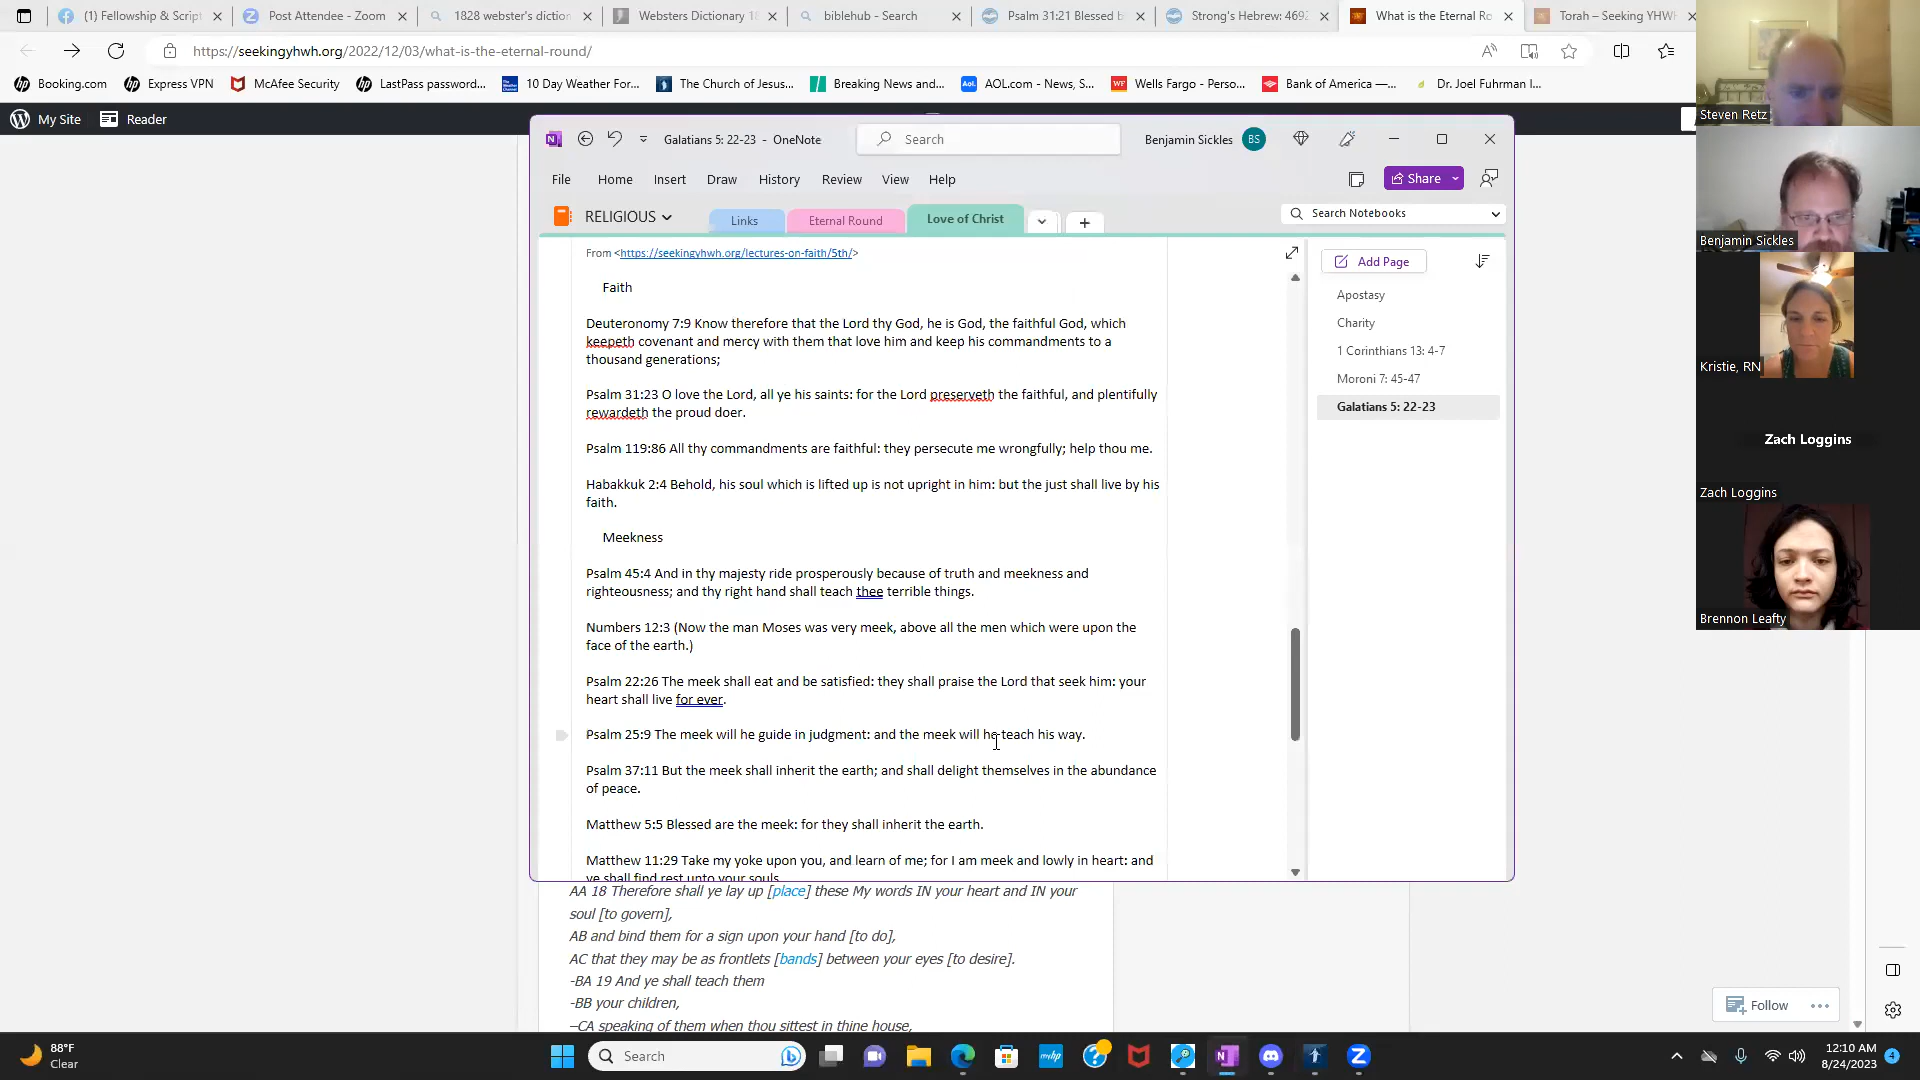 (1) Fellowship & Script
Post Attendee - Zoom
1828 webster's diction
Websters Dictionary 18
biblehub - Search
Psalm 31:21 Blessed b
Strong's Hebrew: 4692
What is the Eternal Ro
Torah – Seeking YHWH
https://seekingyhwh.org/2022/12/03/what-is-the-eternal-round/
Booking.com
Express VPN
McAfee Security
LastPass password...
10 Day Weather For...
The Church of Jesus...
Breaking News and...
AOL.com - News, S...
Wells Fargo - Perso...
Bank of America —...
Dr. Joel Fuhrman I...
My Site
Reader
Galatians 5: 22-23 - OneNote
Search
Benjamin Sickles
BS
File
Home
Insert
Draw
History
Review
View
Help
Share
RELIGIOUS
Links
Eternal Round
Love of Christ
+
Search Notebooks
From <https://seekingyhwh.org/lectures-on-faith/5th/>
Faith
Deuteronomy 7:9 Know therefore that the Lord thy God, he is God, the faithful God, which
keepeth covenant and mercy with them that love him and keep his commandments to a
thousand generations;
Psalm 31:23 O love the Lord, all ye his saints: for the Lord preserveth the faithful, and plentifully
rewardeth the proud doer.
Psalm 119:86 All thy commandments are faithful: they persecute me wrongfully; help thou me.
Habakkuk 2:4 Behold, his soul which is lifted up is not upright in him: but the just shall live by his
faith.
Meekness
Psalm 45:4 And in thy majesty ride prosperously because of truth and meekness and
righteousness; and thy right hand shall teach thee terrible things.
Numbers 12:3 (Now the man Moses was very meek, above all the men which were upon the
face of the earth.)
Psalm 22:26 The meek shall eat and be satisfied: they shall praise the Lord that seek him: your
heart shall live for ever.
Psalm 25:9 The meek will he guide in judgment: and the meek will he teach his way.
Psalm 37:11 But the meek shall inherit the earth; and shall delight themselves in the abundance
of peace.
Matthew 5:5 Blessed are the meek: for they shall inherit the earth.
Matthew 11:29 Take my yoke upon you, and learn of me; for I am meek and lowly in heart: and
ye shall find rest unto your souls
Add Page
Apostasy
Charity
1 Corinthians 13: 4-7
Moroni 7: 45-47
Galatians 5: 22-23
AA 18 Therefore shall ye lay up [place] these My words IN your heart and IN your
soul [to govern],
AB and bind them for a sign upon your hand [to do],
AC that they may be as frontlets [bands] between your eyes [to desire].
-BA 19 And ye shall teach them
-BB your children,
–CA speaking of them when thou sittest in thine house,
Follow
Steven Retz
Benjamin Sickles
Kristie, RN
Zach Loggins
Zach Loggins
Brennon Leafty
88°F
Clear
Search
myhp
12:10 AM
8/24/2023
4